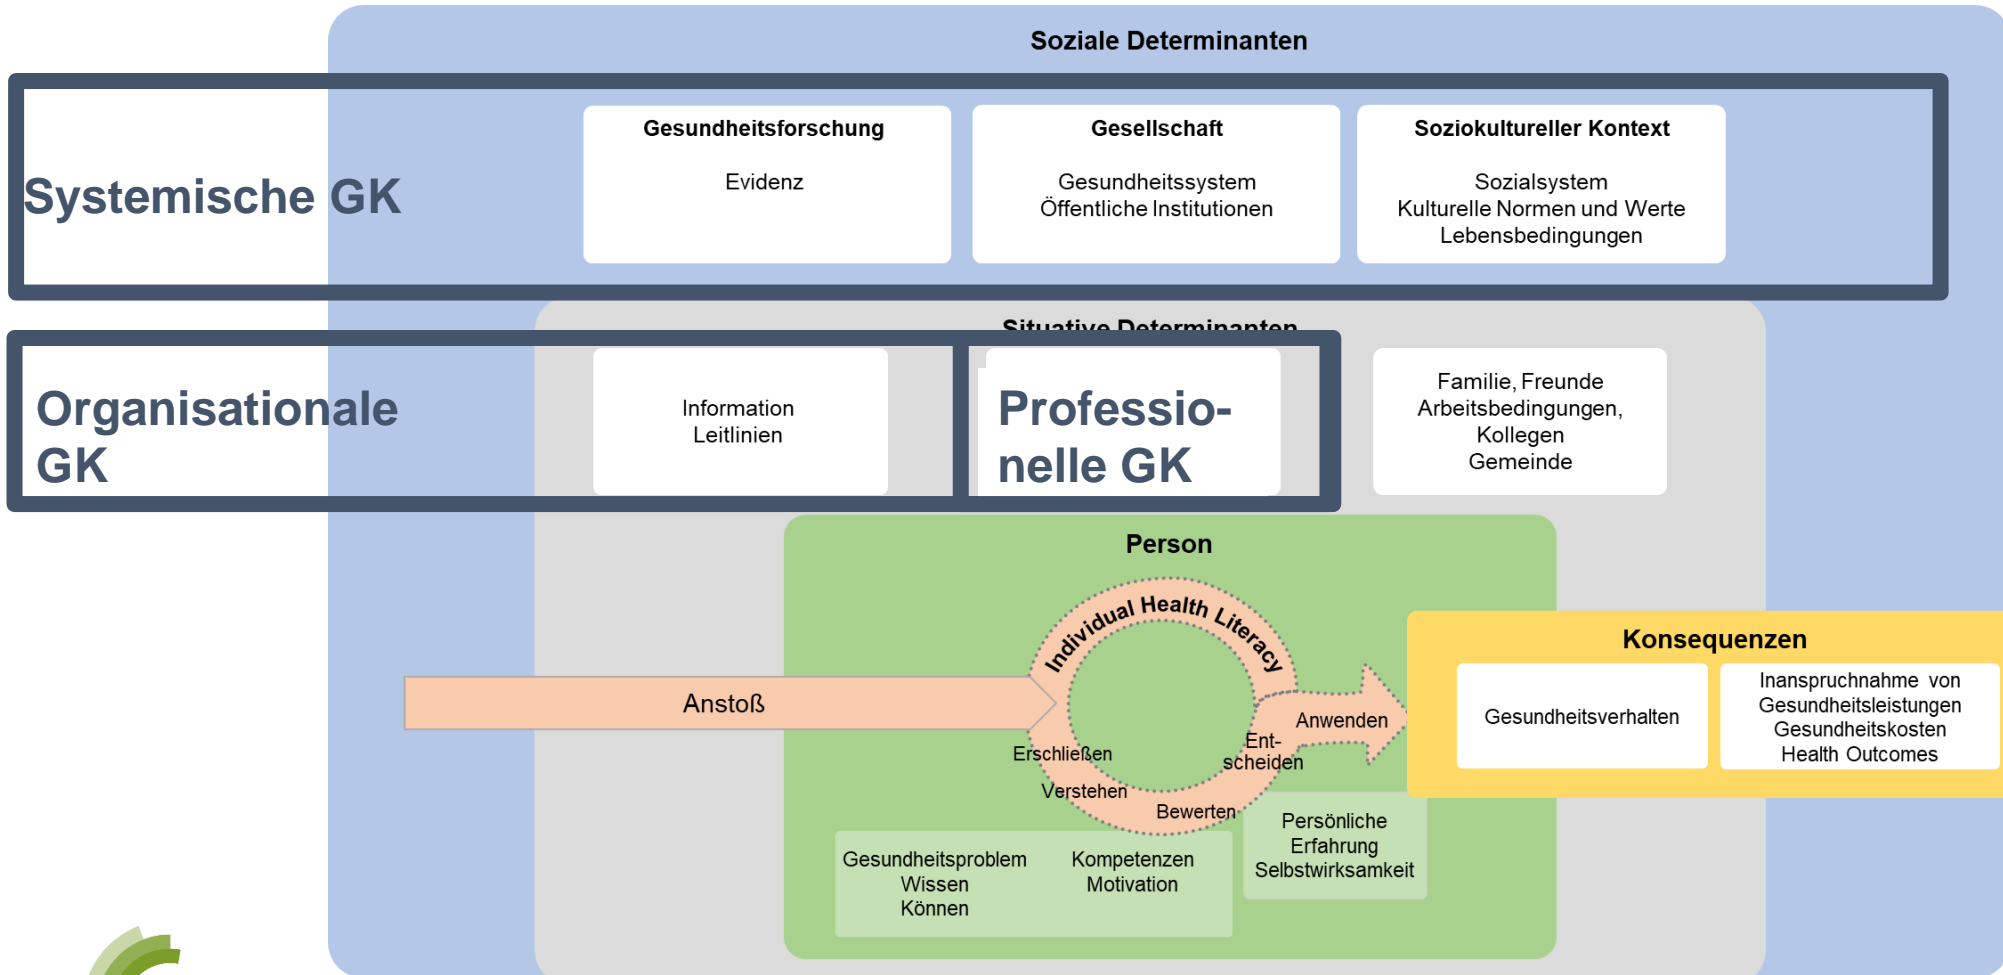 Soziale Determinanten
Systemische GK
Gesundheitsforschung
Evidenz
Gesellschaft
Gesundheitssystem
Öffentliche Institutionen
Soziokultureller Kontext
Sozialsystem
Kulturelle Normen und Werte
Lebensbedingungen
Situative Determinanten
Organisationale
GK
Information
Leitlinien
Professio-
nelle GK
Familie, Freunde
Arbeitsbedingungen,
Kollegen
Gemeinde
Person
Individual Health Literacy
Anstoß
Erschließen
Verstehen
Bewerten
Ent-
scheiden
Anwenden
Gesundheitsproblem
Wissen
Können
Kompetenzen
Motivation
Persönliche
Erfahrung
Selbstwirksamkeit
Konsequenzen
Gesundheitsverhalten
Inanspruchnahme von
Gesundheitsleistungen
Gesundheitskosten
Health Outcomes